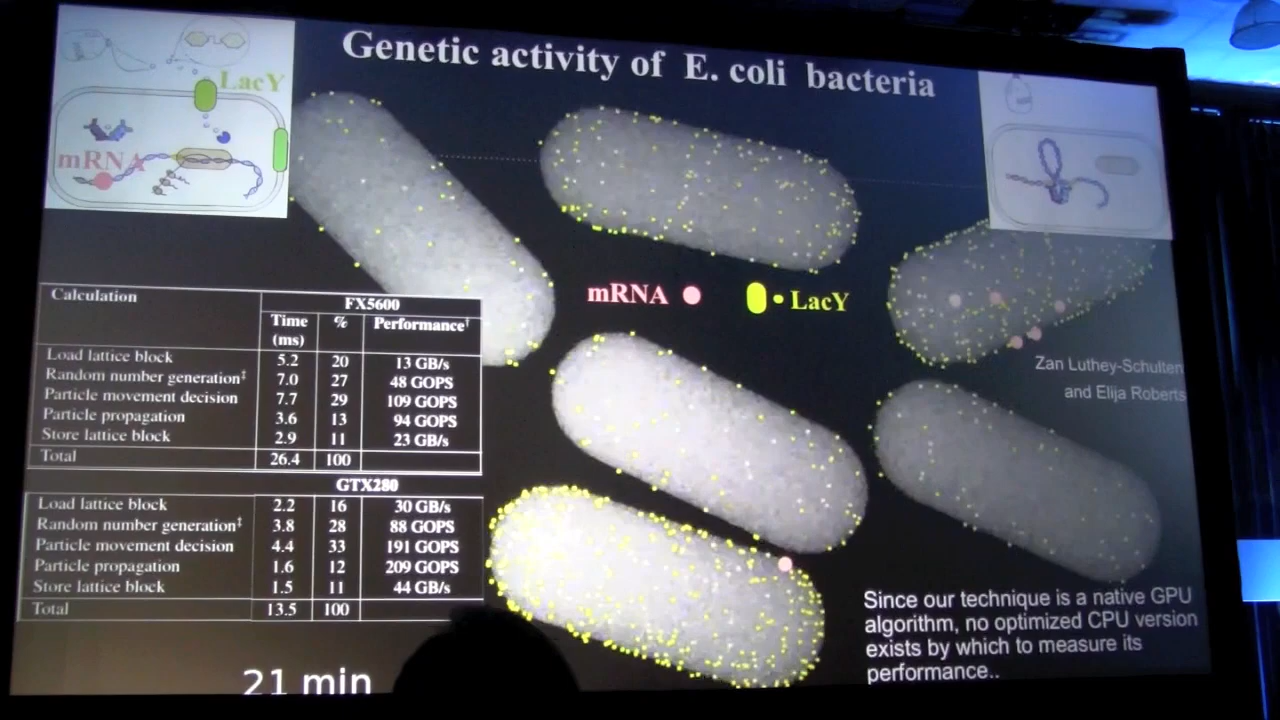 Genetic activity of E. coli bacteria
LacY
mRNA
mRNA
LacY
Zan Luthey-Schulten
and Elija Roberts
Calculation FX5600
Time (ms) % Performance†
Load lattice block 5.2 20 13 GB/s
Random number generation‡ 7.0 27 48 GOPS
Particle movement decision 7.7 29 109 GOPS
Particle propagation 3.6 13 94 GOPS
Store lattice block 2.9 11 23 GB/s
Total 26.4 100
GTX280
Load lattice block 2.2 16 30 GB/s
Random number generation‡ 3.8 28 88 GOPS
Particle movement decision 4.4 33 191 GOPS
Particle propagation 1.6 12 209 GOPS
Store lattice block 1.5 11 44 GB/s
Total 13.5 100
Since our technique is a native GPU
algorithm, no optimized CPU version
exists by which to measure its
performance..
21 min